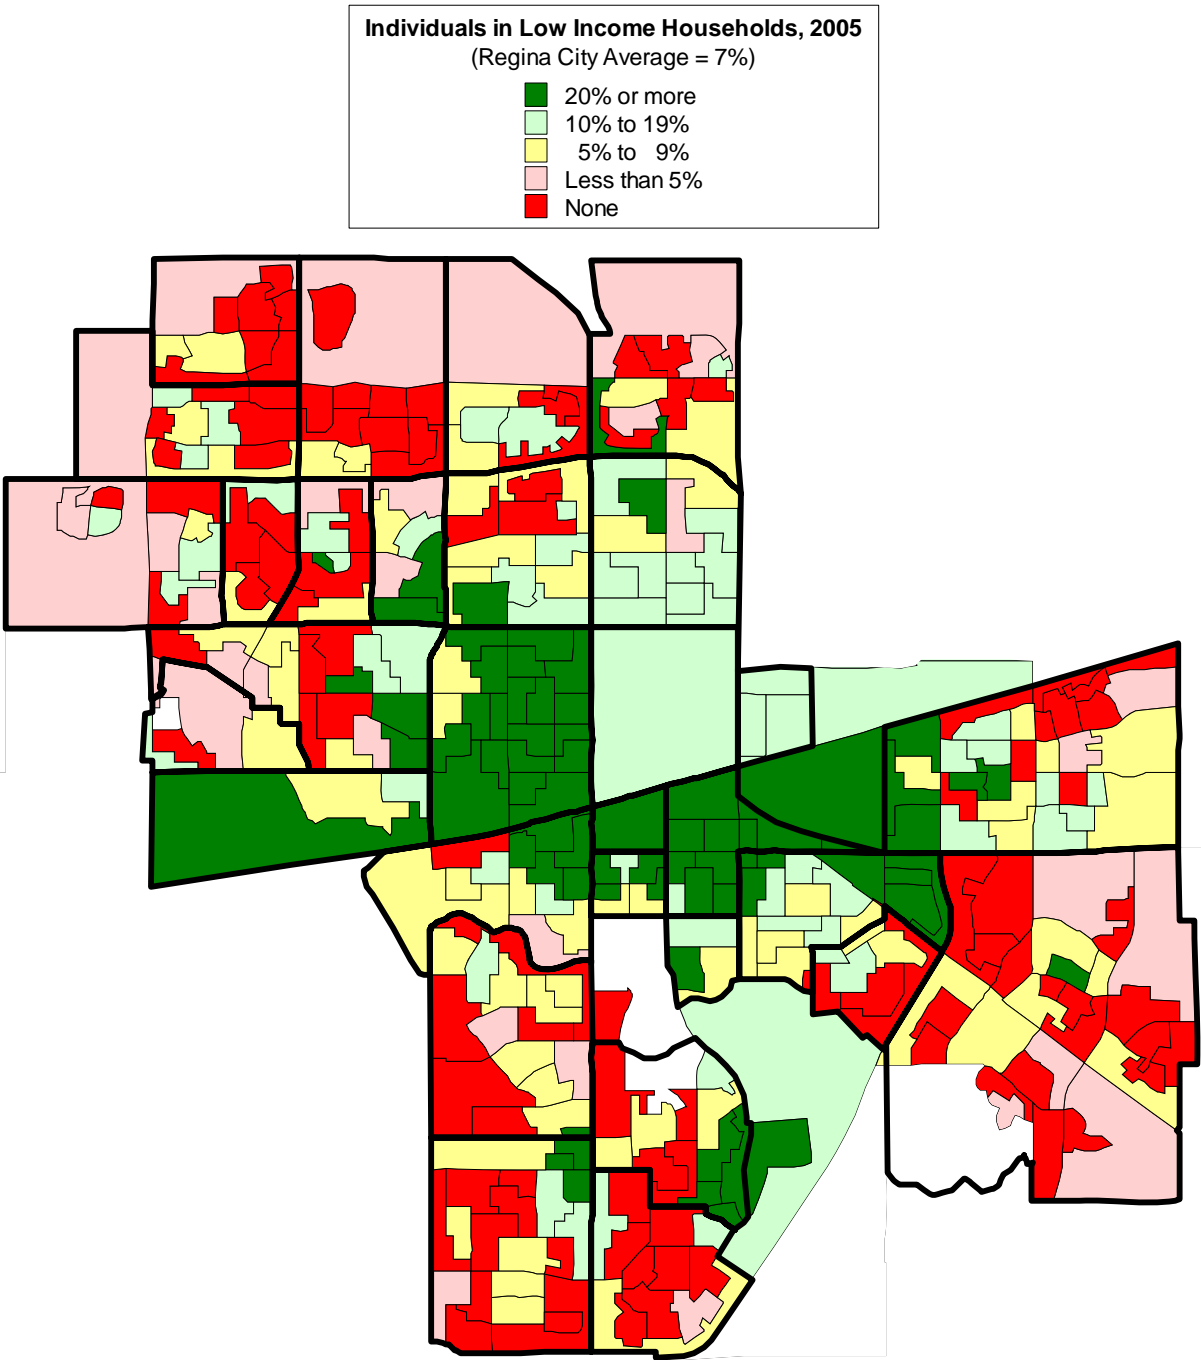 Individuals in Low Income Households, 2005
(Regina City Average = 7%)
20% or more
10% to 19%
5% to 9%
Less than 5%
None